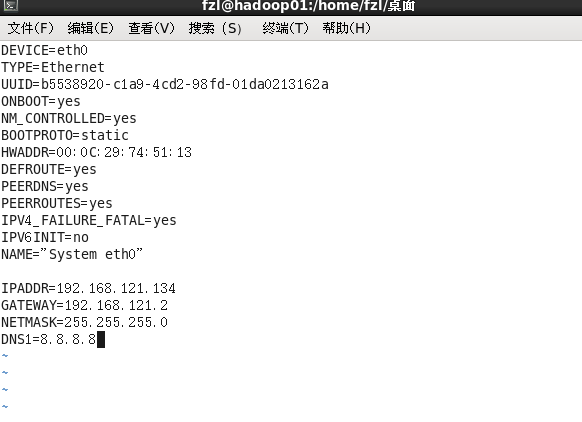 fzl@hadoop01:/home/fzl/桌面
文件(F) 编辑(E) 查看(V) 搜索 (S) 终端(T) 帮助(H)
DEVICE=eth0
TYPE=Ethernet
UUID=b5538920-c1a9-4cd2-98fd-01da0213162a
ONBOOT=yes
NM_CONTROLLED=yes
BOOTPROTO=static
HWADDR=00:0C:29:74:51:13
DEFROUTE=yes
PEERDNS=yes
PEERROUTES=yes
IPV4_FAILURE_FATAL=yes
IPV6INIT=no
NAME="System eth0"
IPADDR=192.168.121.134
GATEWAY=192.168.121.2
NETMASK=255.255.255.0
DNS1=8.8.8.8
~
~
~
~